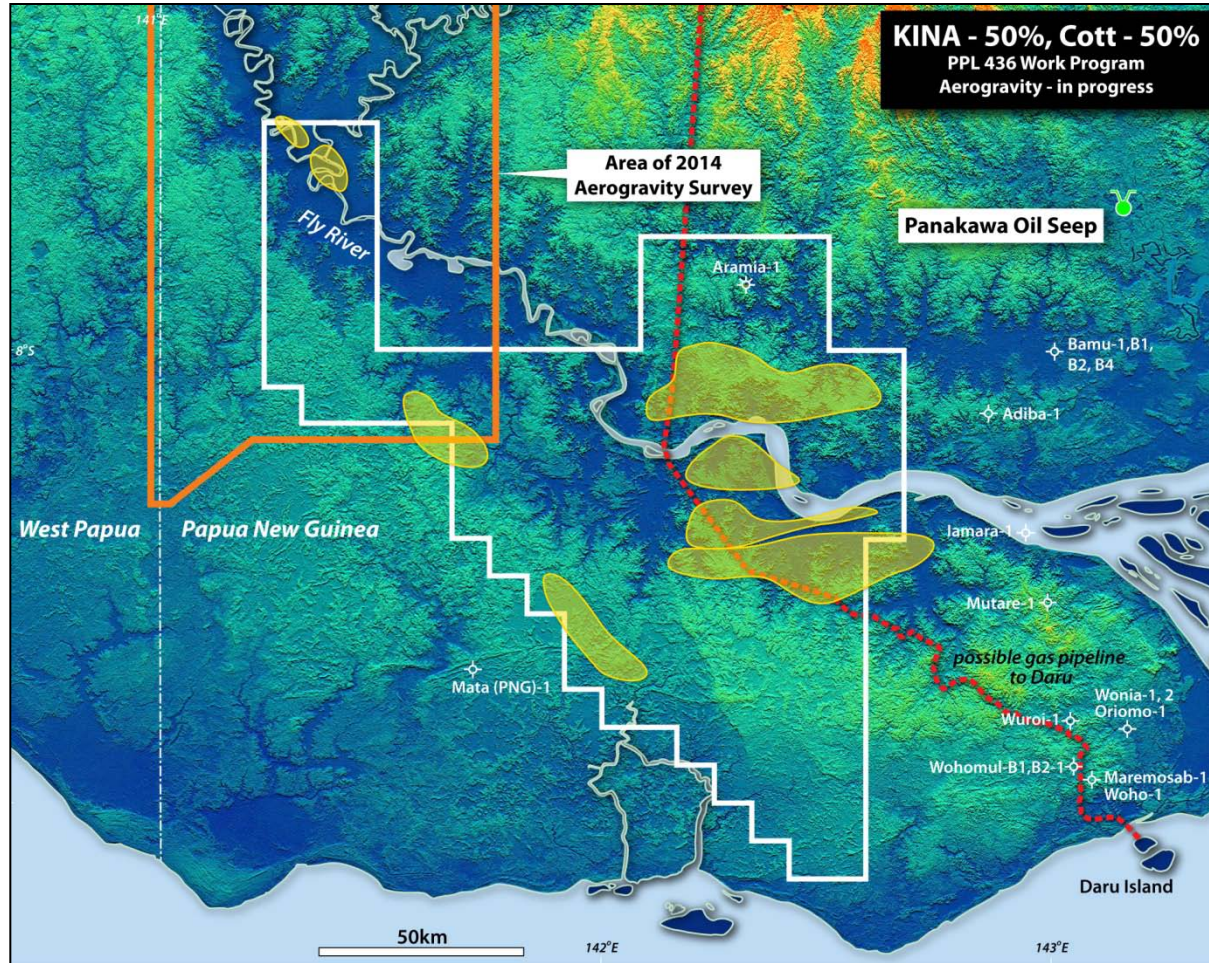 141°E
KINA - 50%, Cott - 50%
PPL 436 Work Program
Aerogravity - in progress
Area of 2014
Aerogravity Survey
Panakawa Oil Seep
Fly River
Aramia-1
8°S
Bamu-1,B1,
B2, B4
Adiba-1
West Papua
Papua New Guinea
Iamara-1
Mutare-1
possible gas pipeline
to Daru
Mata (PNG)-1
Wonia-1, 2
Oriomo-1
Wuroi-1
Wohomul-B1,B2-1
Maremosab-1
Woho-1
Daru Island
50km
142°E
143°E